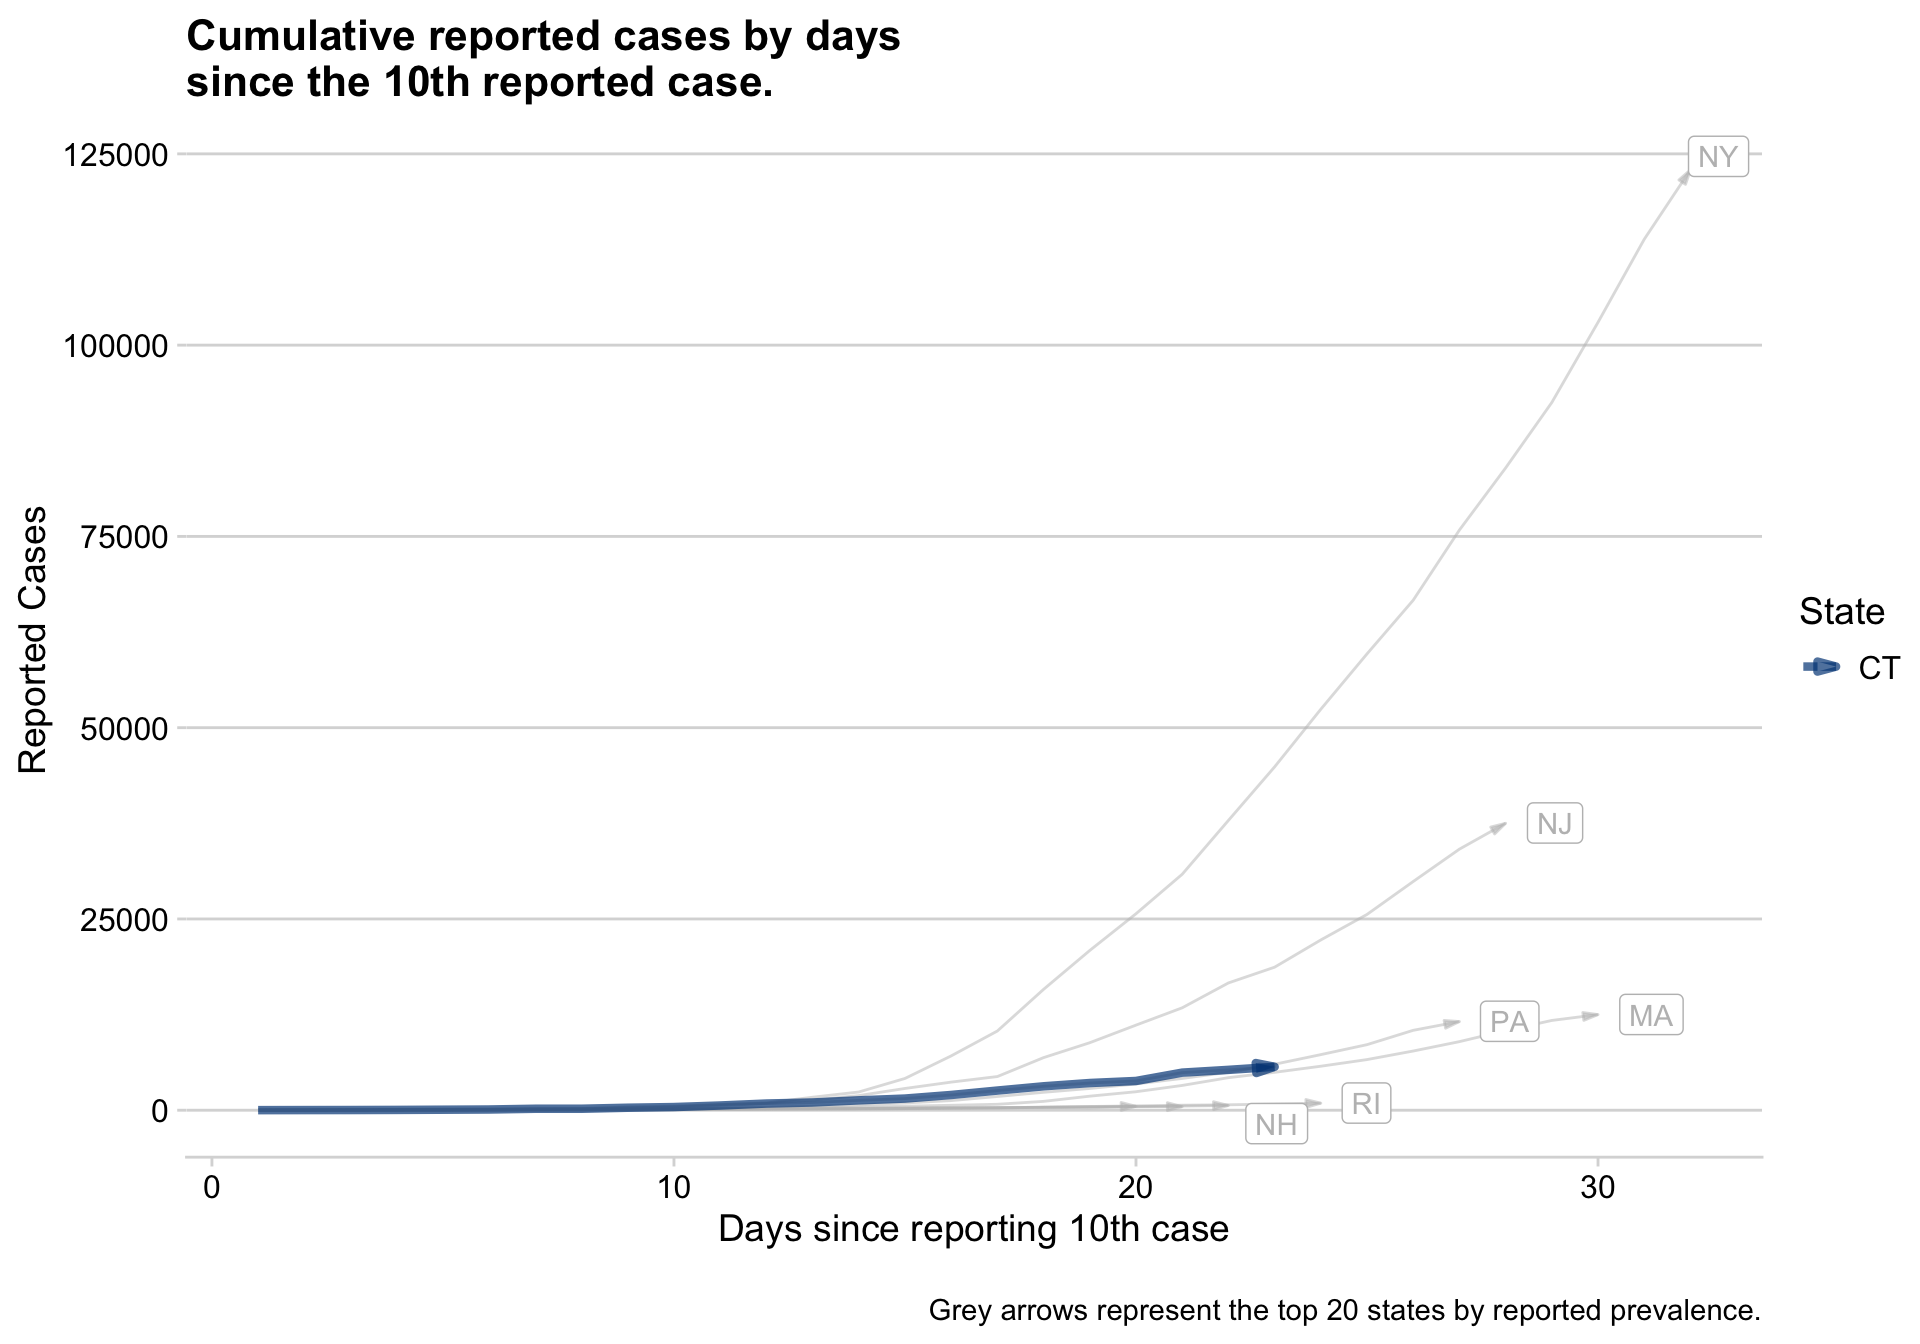 Cumulative reported cases by days
since the 10th reported case.
125000
100000
75000
50000
25000
0
Reported Cases
NY
NJ
PA
MA
RI
NH
State
CT
0 10 20 30
Days since reporting 10th case
Grey arrows represent the top 20 states by reported prevalence.